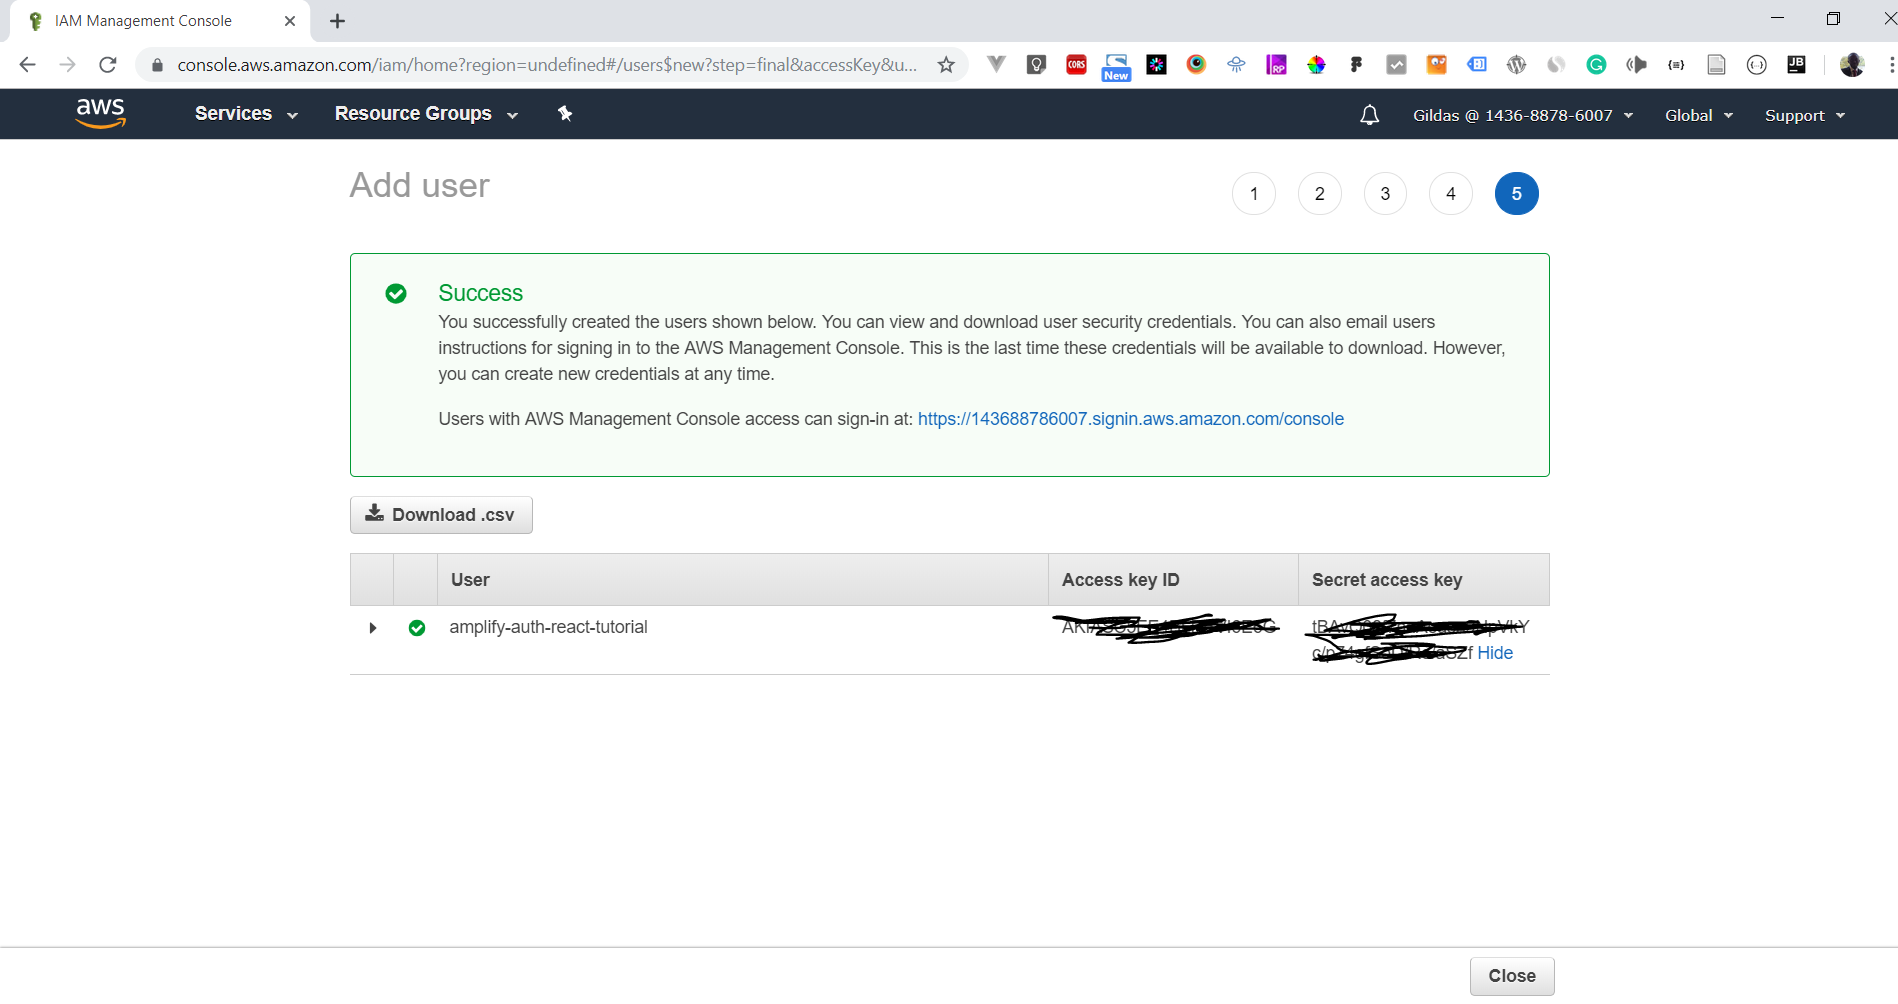 IAM Management Console
console.aws.amazon.com/iam/home?region=undefined#/users$new?step=final&accessKey&u...
CORS
New
RP
JB
aws
Services
Resource Groups
Gildas @ 1436-8878-6007
Global
Support
Add user
1 2 3 4 5
Success
You successfully created the users shown below. You can view and download user security credentials. You can also email users
instructions for signing in to the AWS Management Console. This is the last time these credentials will be available to download. However,
you can create new credentials at any time.
Users with AWS Management Console access can sign-in at: https://143688786007.signin.aws.amazon.com/console
Download .csv
User
Access key ID
Secret access key
amplify-auth-react-tutorial
Hide
Close